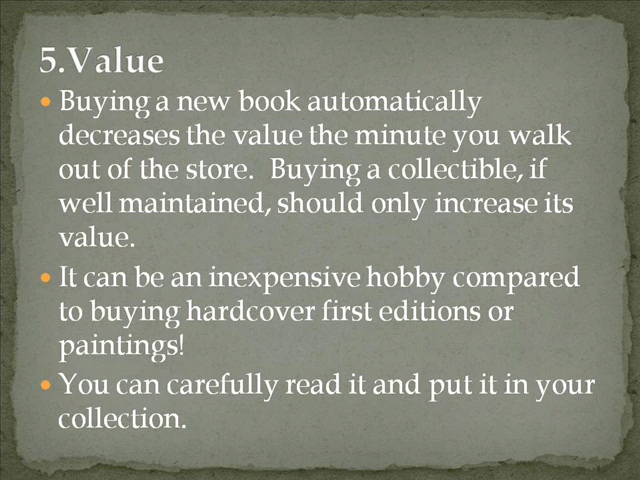 5.Value
• Buying a new book automatically
decreases the value the minute you walk
out of the store.  Buying a collectible, if
well maintained, should only increase its
value.
• It can be an inexpensive hobby compared
to buying hardcover first editions or
paintings!
• You can carefully read it and put it in your
collection.